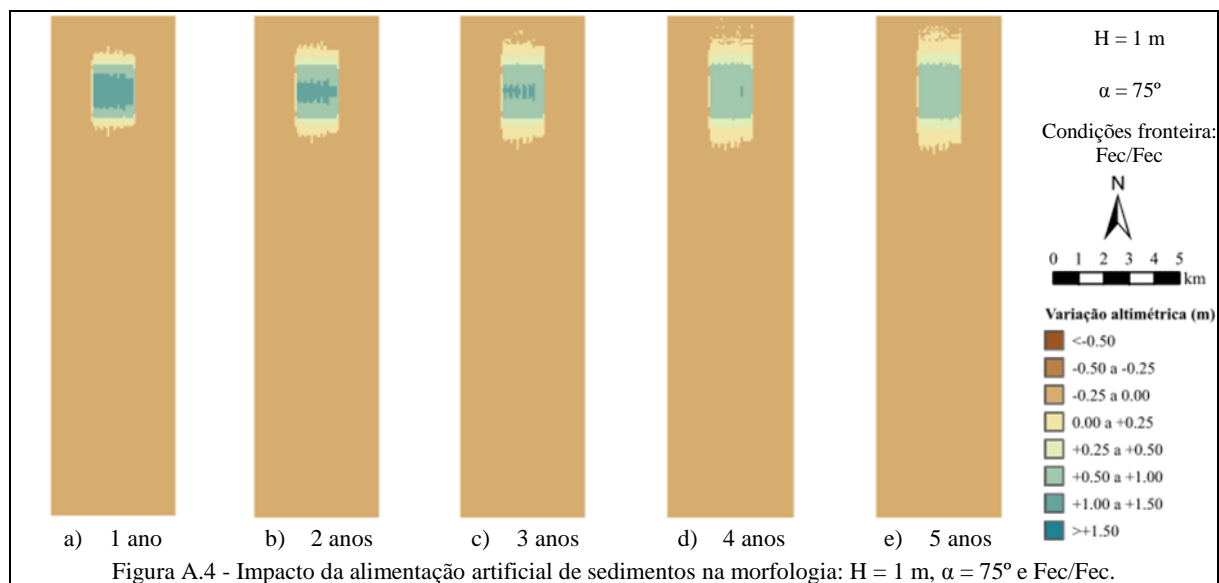 H = 1 m
α = 75º
Condições fronteira:
Fec/Fec
N
0 1 2 3 4 5
km
Variação altimétrica (m)
<-0.50
-0.50 a -0.25
-0.25 a 0.00
0.00 a +0.25
+0.25 a +0.50
+0.50 a +1.00
+1.00 a +1.50
>+1.50
a) 1 ano
b) 2 anos
c) 3 anos
d) 4 anos
e) 5 anos
Figura A.4 - Impacto da alimentação artificial de sedimentos na morfologia: H = 1 m, α = 75º e Fec/Fec.